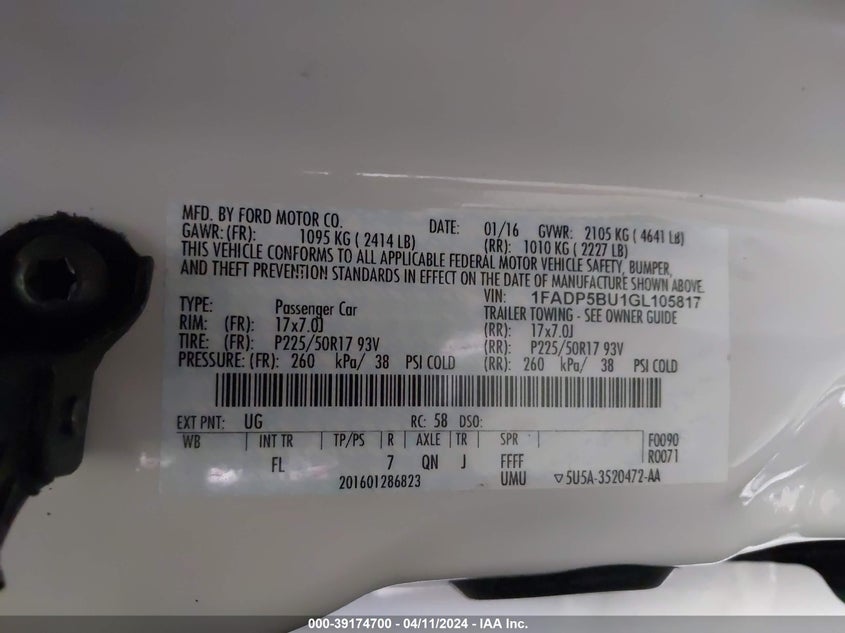 MFD. BY FORD MOTOR CO. DATE: 01/16 GVWR: 2105 KG ( 4641 LB)
GAWR: (FR): 1095 KG ( 2414 LB) (RR): 1010 KG ( 2227 LB)
THIS VEHICLE CONFORMS TO ALL APPLICABLE FEDERAL MOTOR VEHICLE SAFETY, BUMPER,
AND THEFT PREVENTION STANDARDS IN EFFECT ON THE DATE OF MANUFACTURE SHOWN ABOVE.
VIN: 1FADP5BU1GL105817
TYPE: Passenger Car TRAILER TOWING - SEE OWNER GUIDE
RIM: (FR): 17x7.0J (RR): 17x7.0J
TIRE: (FR): P225/50R17 93V (RR): P225/50R17 93V
PRESSURE: (FR): 260 kPa/ 38 PSI COLD (RR): 260 kPa/ 38 PSI COLD
EXT PNT: UG RC: 58 DSO:
WB INT TR TP/PS R AXLE TR SPR F0090
FL 7 QN J FFFF R0071
201601286823 UMU ▽5U5A-3520472-AA
000-39174700 - 04/11/2024 - IAA Inc.